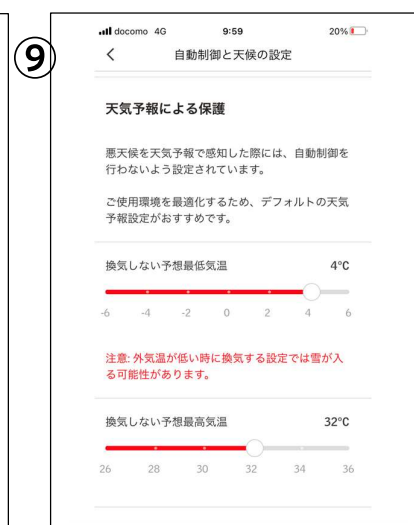 ⑨
docomo 4G 9:59 20%
自動制御と天候の設定
天気予報による保護
悪天候を天気予報で感知した際には、自動制御を
行わないよう設定されています。
ご使用環境を最適化するため、デフォルトの天気
予報設定がおすすめです。
換気しない予想最低気温 4°C
-6 -4 -2 0 2 4 6
注意: 外気温が低い時に換気する設定では雪が入
る可能性があります。
換気しない予想最高気温 32°C
26 28 30 32 34 36